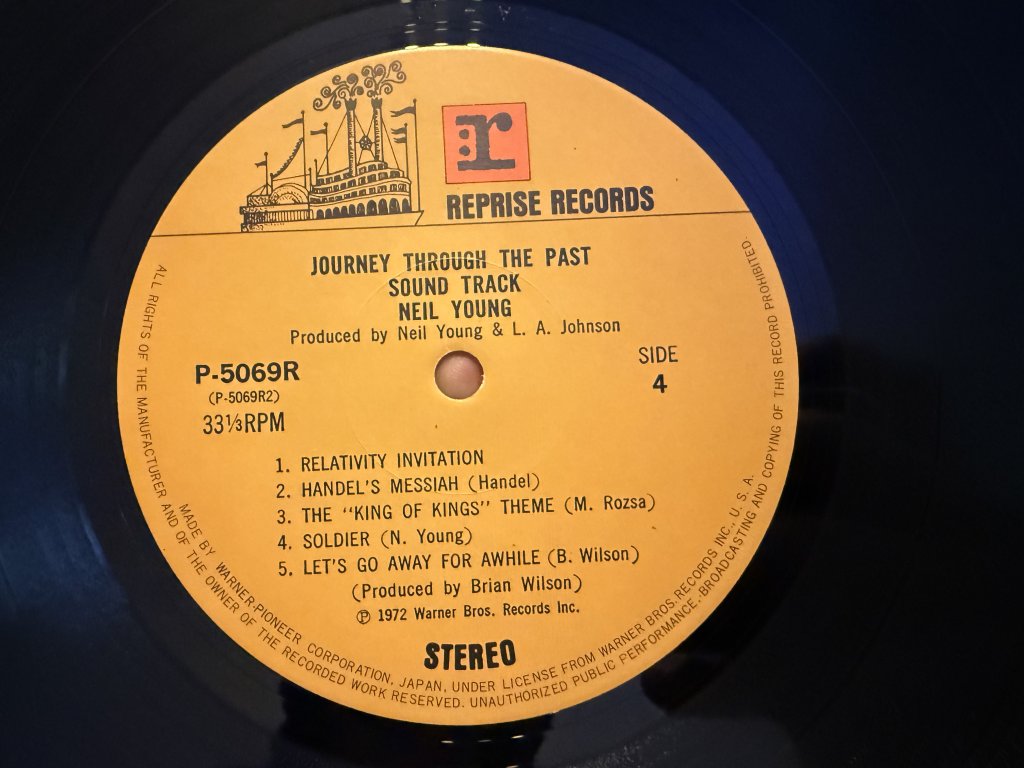 r
REPRISE RECORDS
JOURNEY THROUGH THE PAST
SOUND TRACK
NEIL YOUNG
Produced by Neil Young & L. A. Johnson
P-5069R
(P-5069R2)
33⅓RPM
SIDE
4
1. RELATIVITY INVITATION
2. HANDEL'S MESSIAH (Handel)
3. THE "KING OF KINGS" THEME (M. Rozsa)
4. SOLDIER (N. Young)
5. LET'S GO AWAY FOR AWHILE (B. Wilson)
(Produced by Brian Wilson)
Ⓟ 1972 Warner Bros. Records Inc.
STEREO
MADE BY WARNER-PIONEER CORPORATION, JAPAN, UNDER LICENSE FROM WARNER BROS. RECORDS INC., U. S. A.
ALL RIGHTS OF THE MANUFACTURER AND OF THE OWNER OF THE RECORDED WORK RESERVED. UNAUTHORIZED PUBLIC PERFORMANCE, BROADCASTING AND COPYING OF THIS RECORD PROHIBITED.